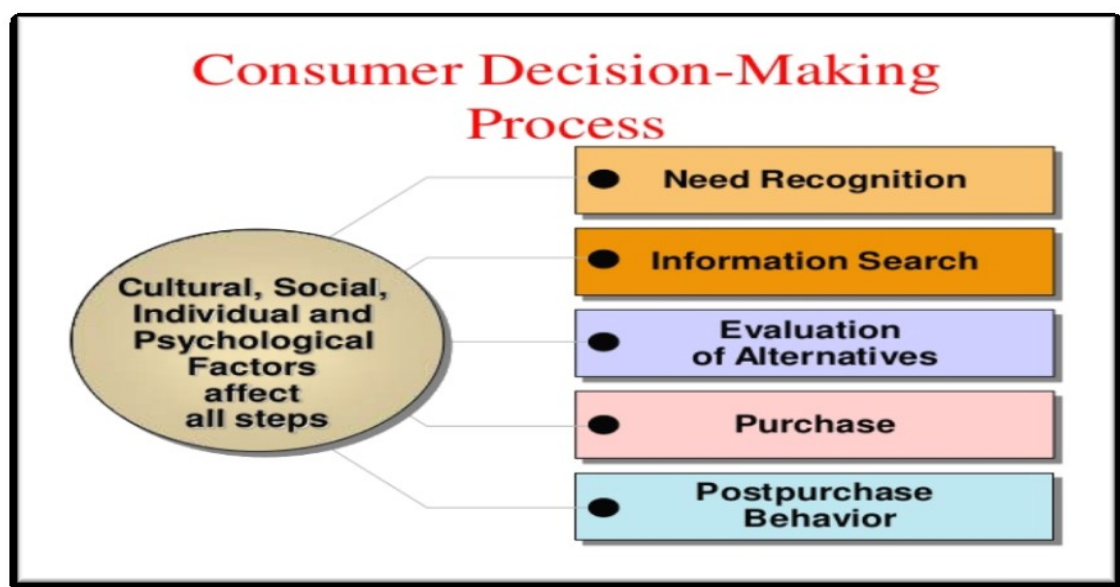 Consumer Decision-Making
Process
Cultural, Social,
Individual and
Psychological
Factors
affect
all steps
Need Recognition
Information Search
Evaluation
of Alternatives
Purchase
Postpurchase
Behavior